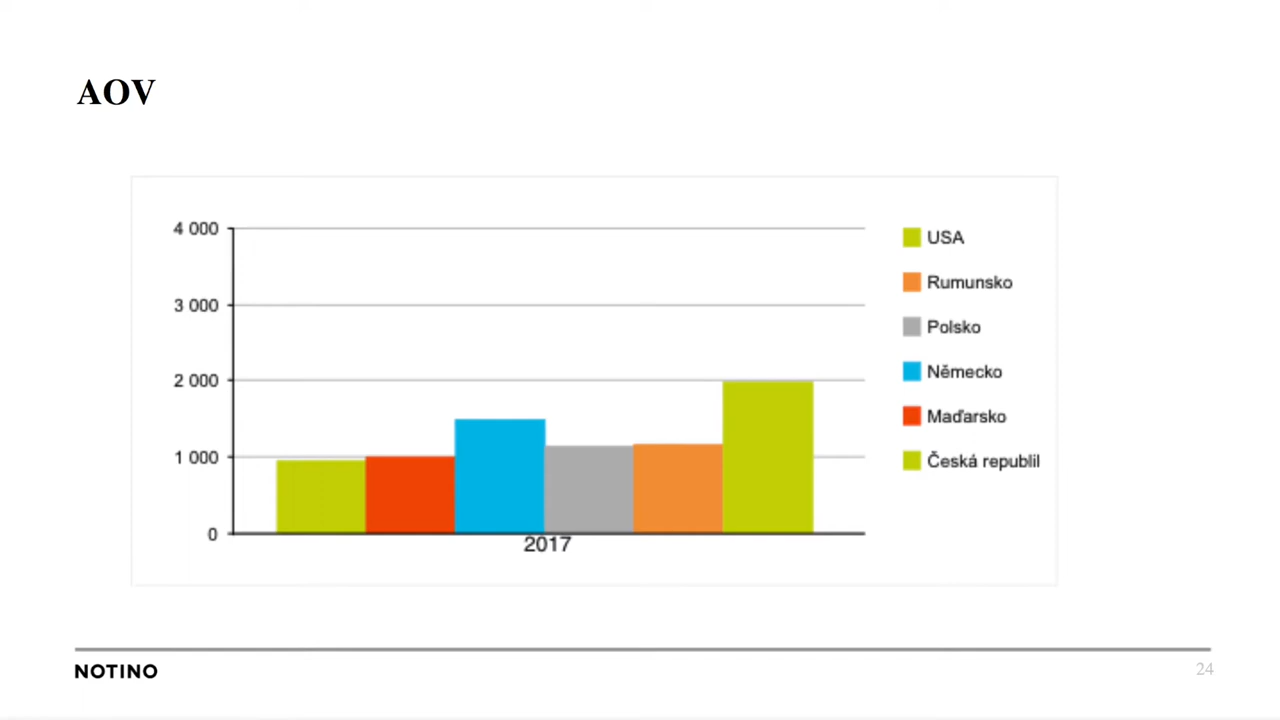 AOV
4 000
3 000
2 000
1 000
0
2017
USA
Rumunsko
Polsko
Německo
Maďarsko
Česká republil
NOTINO
24